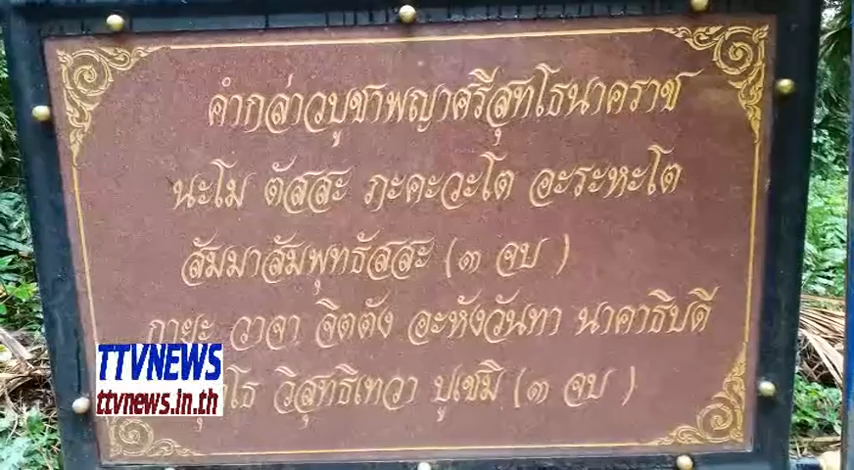 คำกล่าวบูชาพญาศรีสุทโธนาคราช
นะโม ตัสสะ ภะคะวะโต อะระหะโต
สัมมาสัมพุทธัสสะ (๓ จบ)
กายะ วาจา จิตตัง อะหังวันทา นาคาธิบดี
วิสุทธิเทวา ปูเชมิ (๓ จบ)
TTVNEWS
ttvnews.in.th